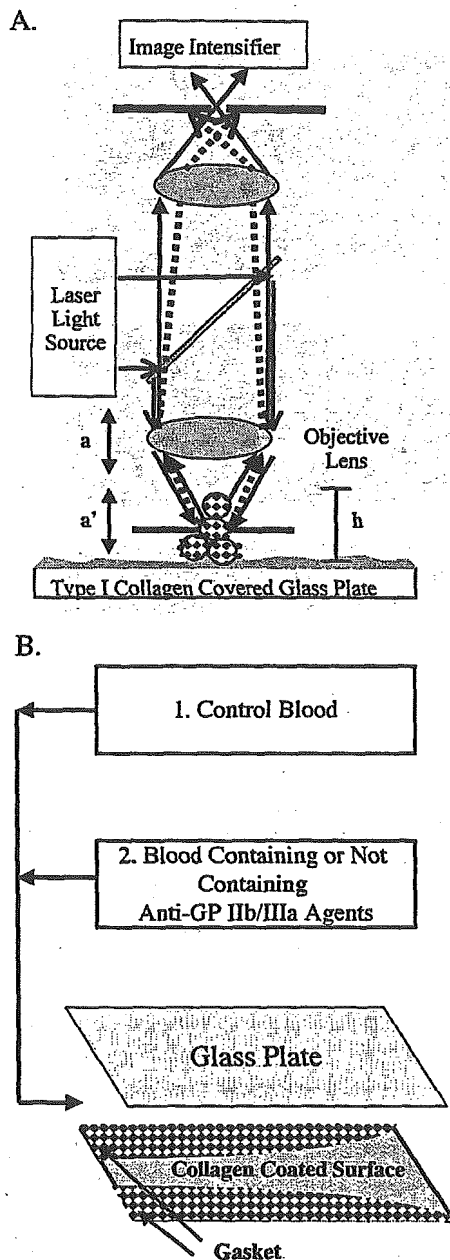 A.
Image Intensifier
Laser
Light
Source
a
Objective
Lens
a'
h
Type I Collagen Covered Glass Plate
B.
1. Control Blood
2. Blood Containing or Not
Containing
Anti-GP IIb/IIIa Agents
Glass Plate
Collagen Coated Surface
Gasket